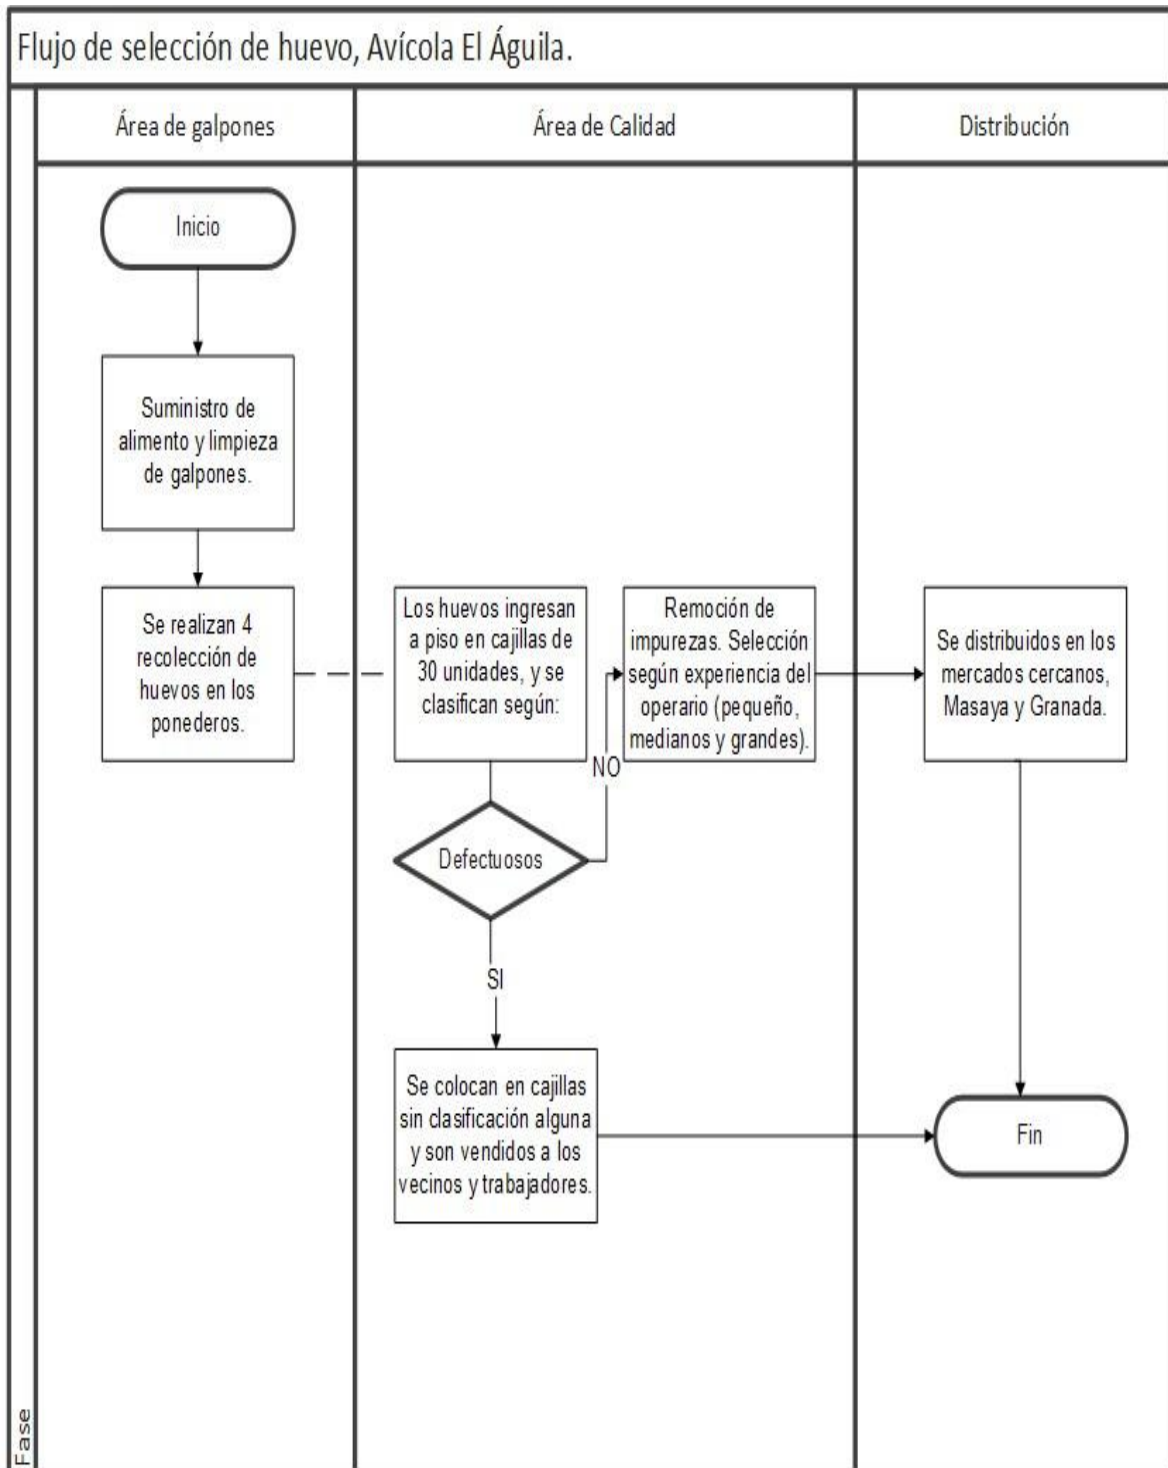 Flujo de selección de huevo, Avícola El Águila.
Área de galpones
Área de Calidad
Distribución
Inicio
Suministro de
alimento y limpieza
de galpones.
Se realizan 4
recolección de
huevos en los
ponederos.
Los huevos ingresan
a piso en cajillas de
30 unidades, y se
clasifican según:
Remoción de
impurezas. Selección
según experiencia del
operario (pequeño,
medianos y grandes).
Se distribuidos en los
mercados cercanos,
Masaya y Granada.
NO
Defectuosos
SI
Se colocan en cajillas
sin clasificación alguna
y son vendidos a los
vecinos y trabajadores.
Fin
Fase